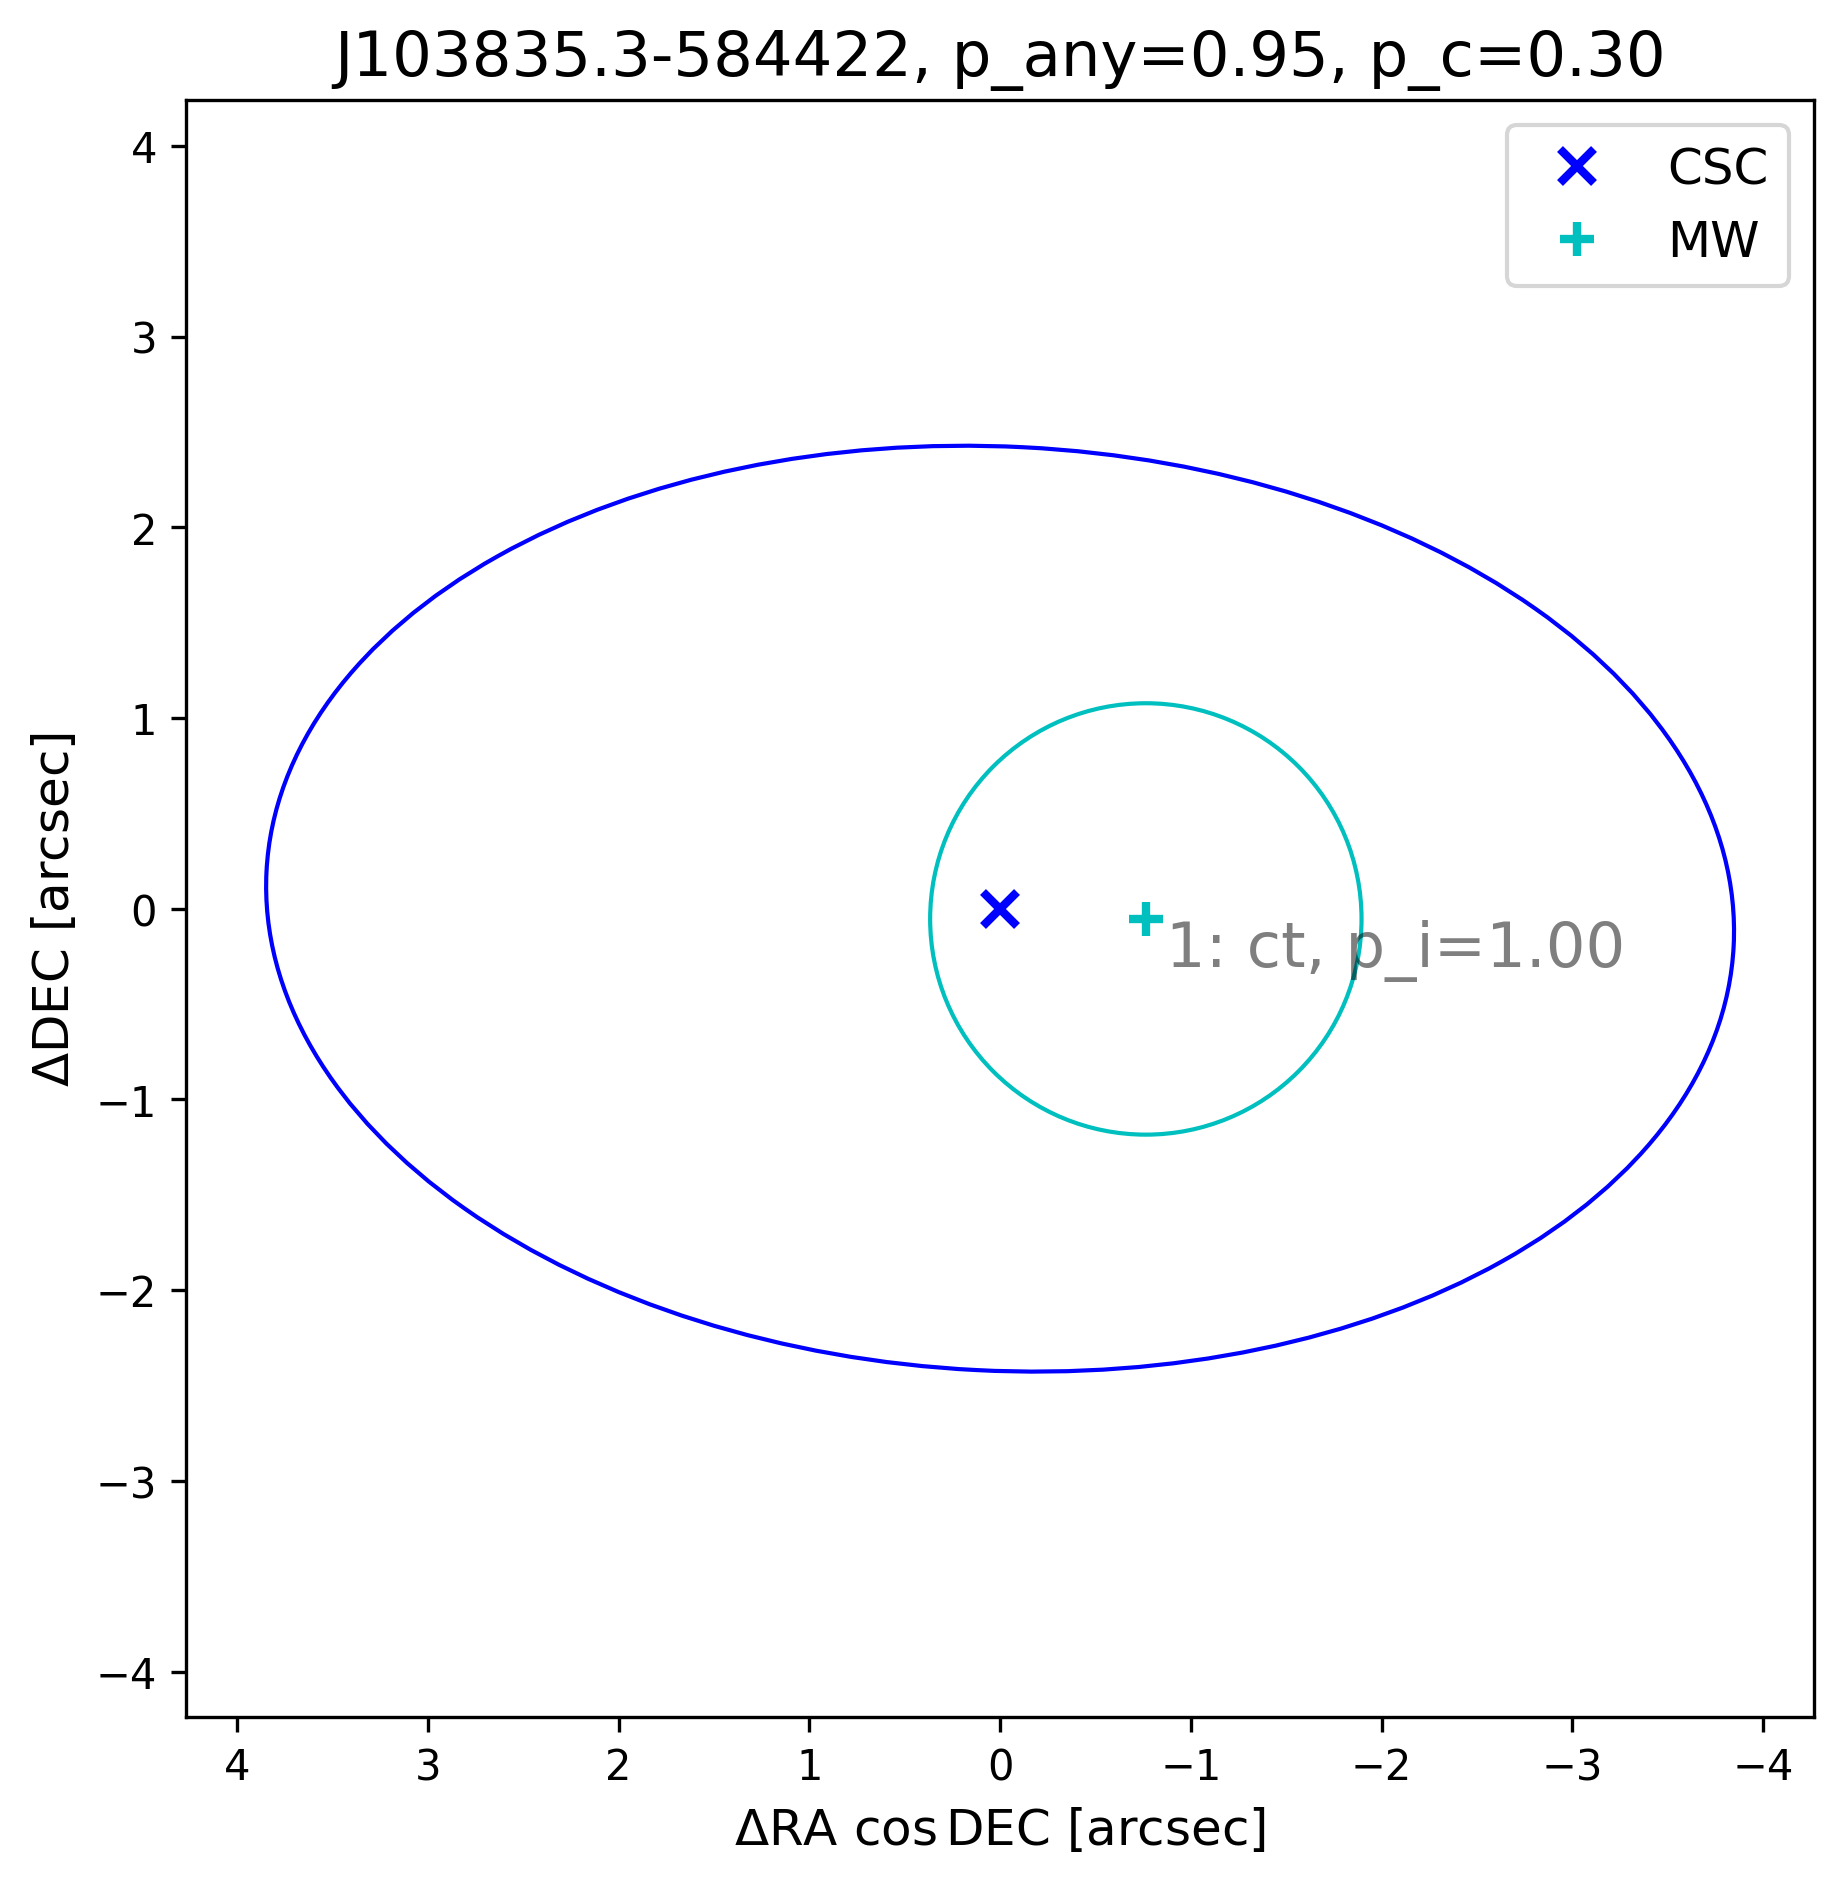 J103835.3-584422, p_any=0.95, p_c=0.30
CSC
MW
4
3
2
1
0
−1
−2
−3
−4
ΔDEC [arcsec]
1: ct, p_i=1.00
4 3 2 1 0 −1 −2 −3 −4
ΔRA cos DEC [arcsec]